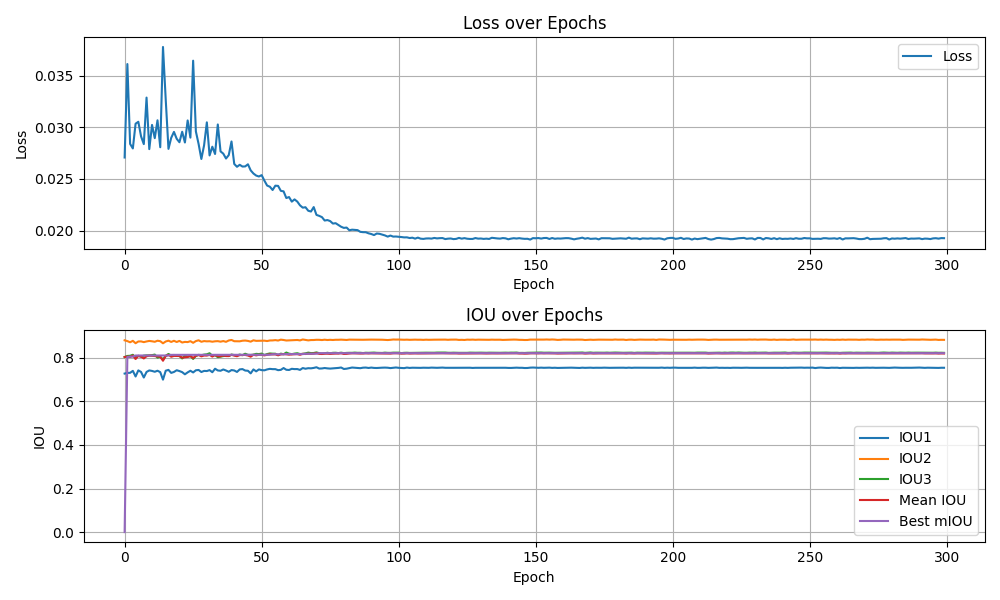 Loss over Epochs
Loss
0.035
0.030
0.025
0.020
Loss
0 50 100 150 200 250 300
Epoch
IOU over Epochs
0.8
0.6
0.4
0.2
0.0
IOU
IOU1
IOU2
IOU3
Mean IOU
Best mIOU
0 50 100 150 200 250 300
Epoch